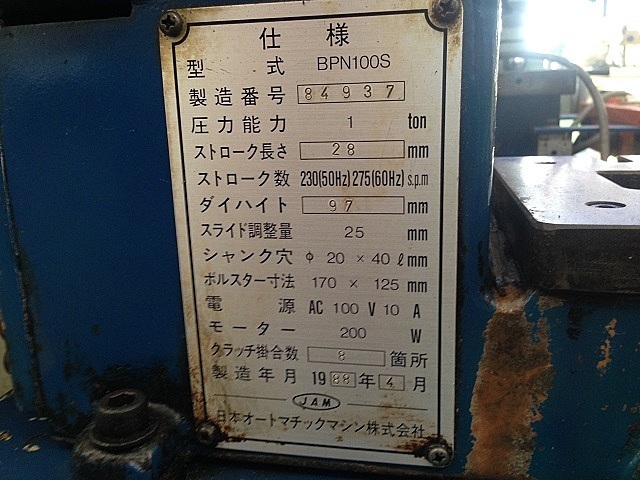 仕様
型式 BPN100S
製造番号 84937
圧力能力 1 ton
ストローク長さ 28 mm
ストローク数 230(50Hz) 275(60Hz) s.p.m
ダイハイト 97 mm
スライド調整量 25 mm
シャンク穴 φ 20 × 40 ℓ mm
ボルスター寸法 170 × 125 mm
電源 AC 100 V 10 A
モーター 200 W
クラッチ掛合数 8 箇所
製造年月 1988年4月
JAM
日本オートマチックマシン株式会社